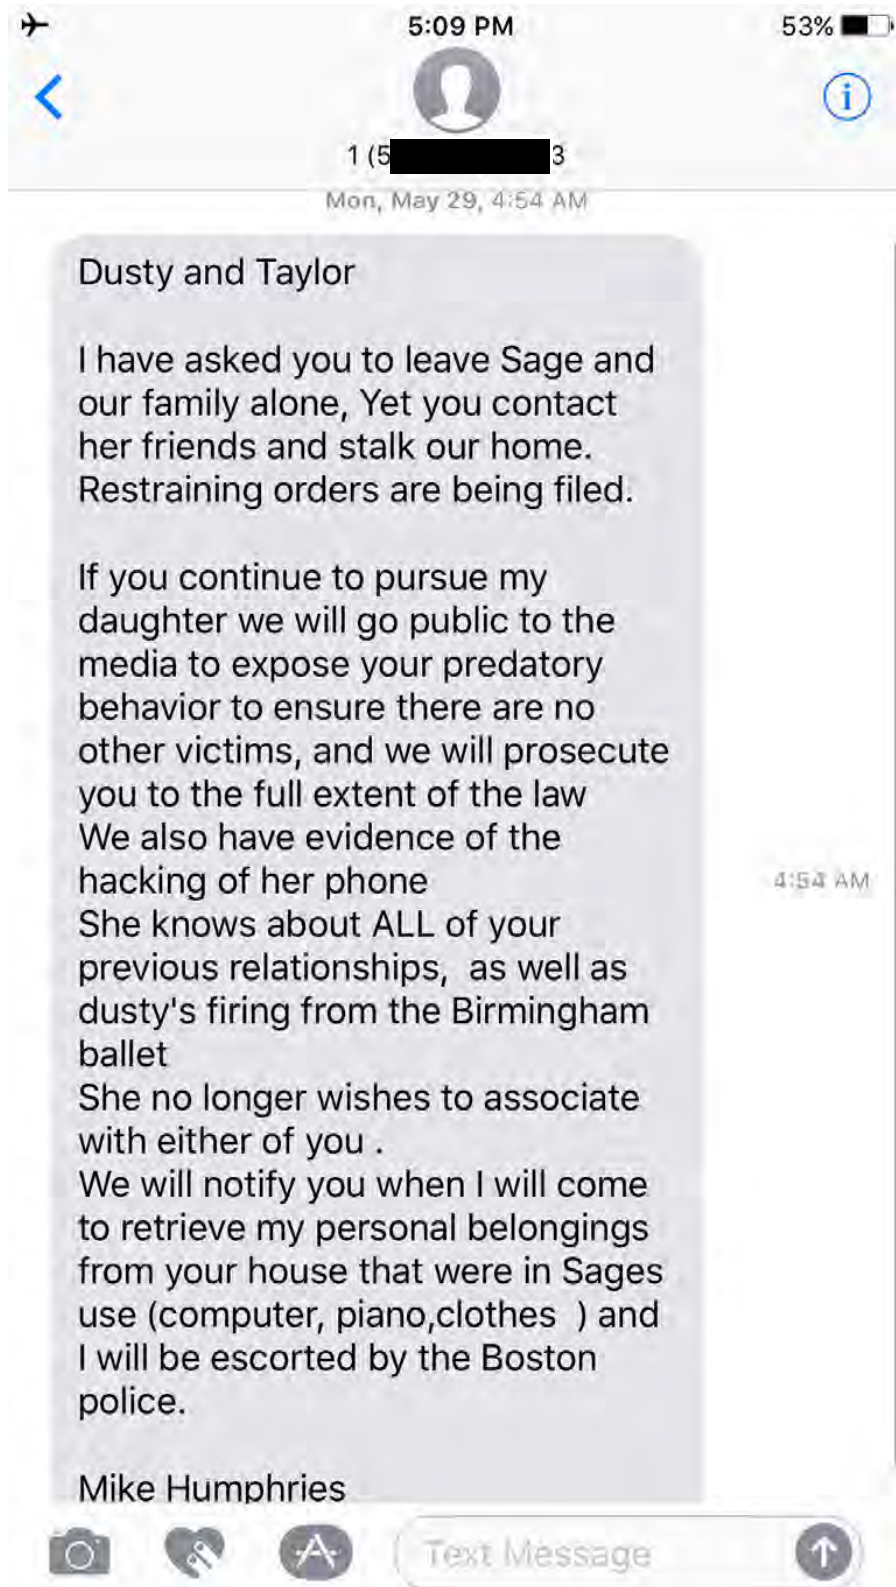 5:09 PM
53%
1 (5
3
Mon, May 29, 4:54 AM
Dusty and Taylor
I have asked you to leave Sage and
our family alone, Yet you contact
her friends and stalk our home.
Restraining orders are being filed.
If you continue to pursue my
daughter we will go public to the
media to expose your predatory
behavior to ensure there are no
other victims, and we will prosecute
you to the full extent of the law
We also have evidence of the
hacking of her phone
4:54 AM
She knows about ALL of your
previous relationships,  as well as
dusty's firing from the Birmingham
ballet
She no longer wishes to associate
with either of you .
We will notify you when I will come
to retrieve my personal belongings
from your house that were in Sages
use (computer, piano,clothes  ) and
I will be escorted by the Boston
police.
Mike Humphries
Text Message